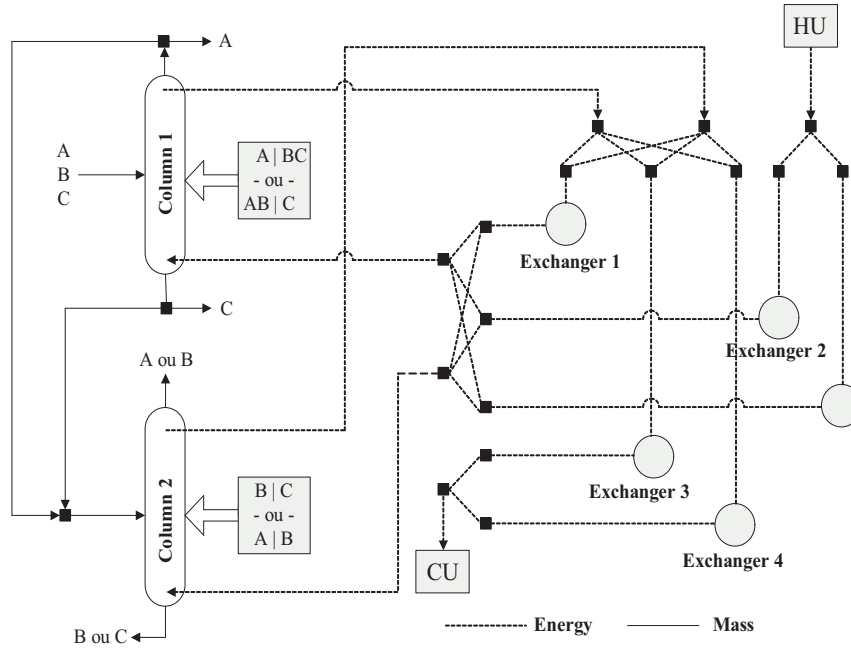 A
HU
Column 1
A
B
C
A | BC
- ou -
AB | C
Exchanger 1
C
Exchanger 2
A ou B
Column 2
B | C
- ou -
A | B
Exchanger 3
Exchanger 4
CU
B ou C
Energy
Mass